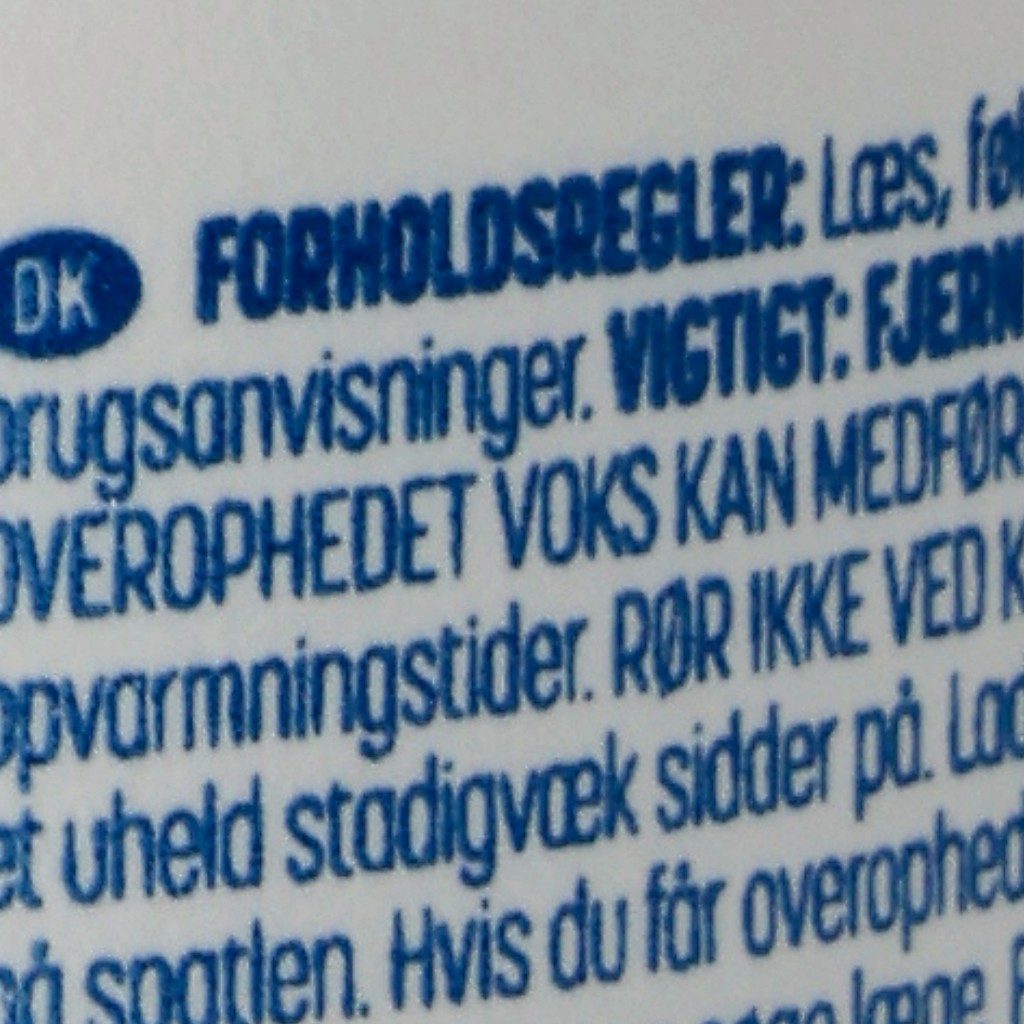 DK FORHOLDSREGLER: Læs,
brugsanvisninger. VIGTIGT:
OVEROPHEDET VOKS KAN
opvarmningstider. RØR IKKE VED
et uheld stadigvæk sidder på.
på spatlen. Hvis du får
læge.